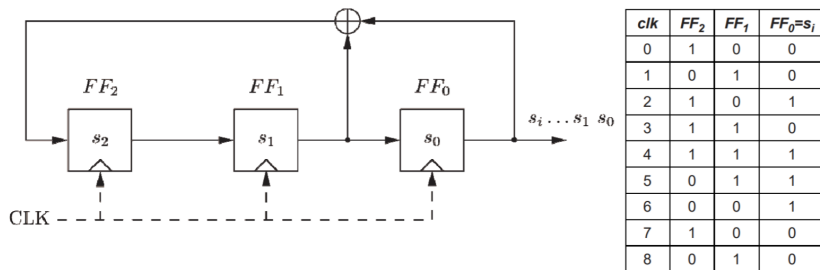 FF₂ FF₁ FF₀
s₂ s₁ s₀
sᵢ ... s₁ s₀
CLK
clk FF₂ FF₁ FF₀=sᵢ
0 1 0 0
1 0 1 0
2 1 0 1
3 1 1 0
4 1 1 1
5 0 1 1
6 0 0 1
7 1 0 0
8 0 1 0